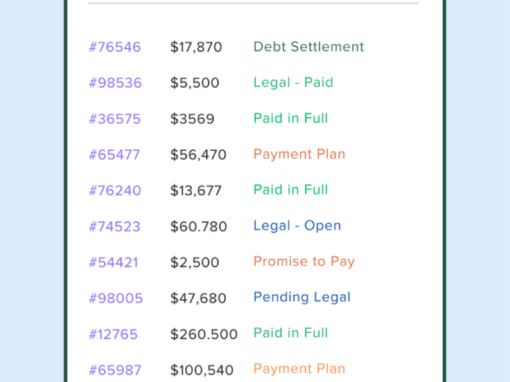 #76546 $17,870 Debt Settlement
#98536 $5,500 Legal - Paid
#36575 $3569 Paid in Full
#65477 $56,470 Payment Plan
#76240 $13,677 Paid in Full
#74523 $60.780 Legal - Open
#54421 $2,500 Promise to Pay
#98005 $47,680 Pending Legal
#12765 $260.500 Paid in Full
#65987 $100,540 Payment Plan